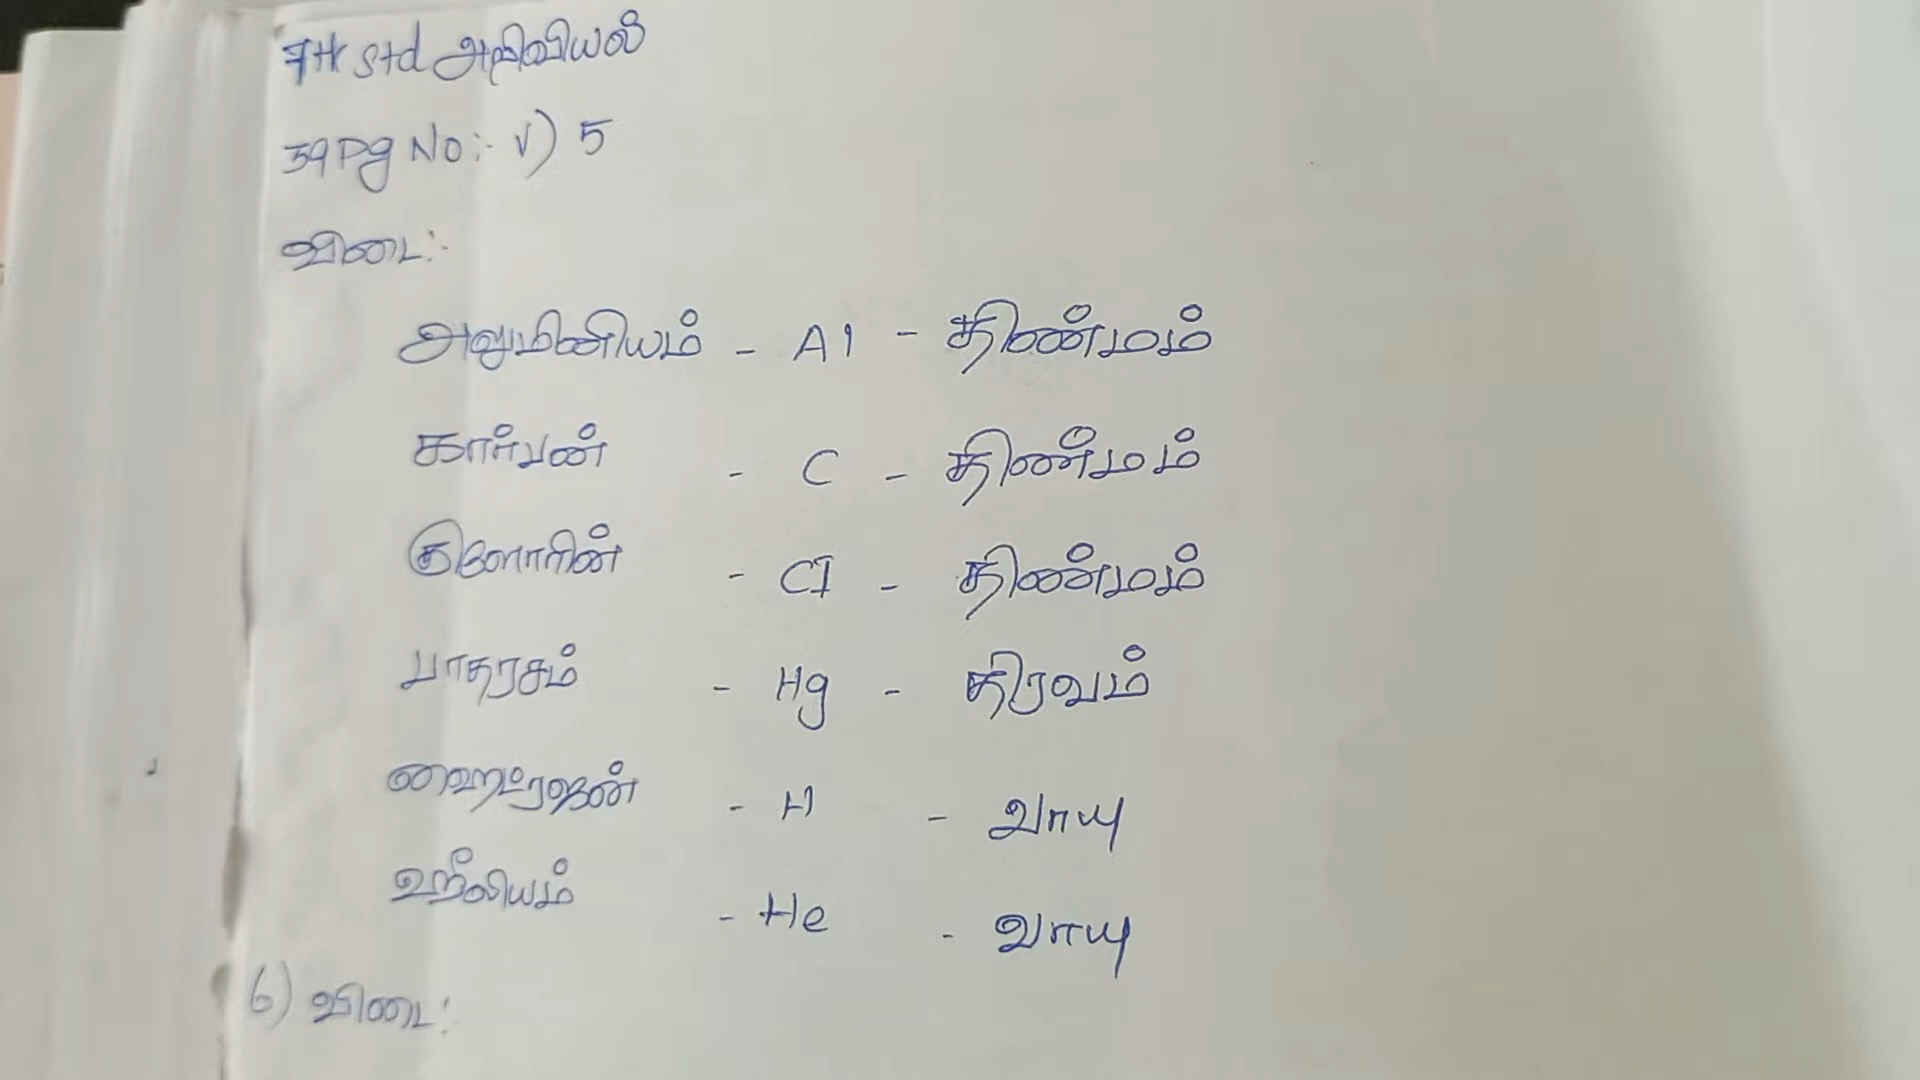 7th std அறிவியல்
39 Pg No:- V) 5
விடை:-
அலுமினியம் - Al - திண்மம்
கார்பன் - C - திண்மம்
குளோரின் - Cl - திண்மம்
பாதரசம் - Hg - திரவம்
ஹைட்ரஜன் - H - வாயு
ஹீலியம் - He - வாயு
6) விடை: